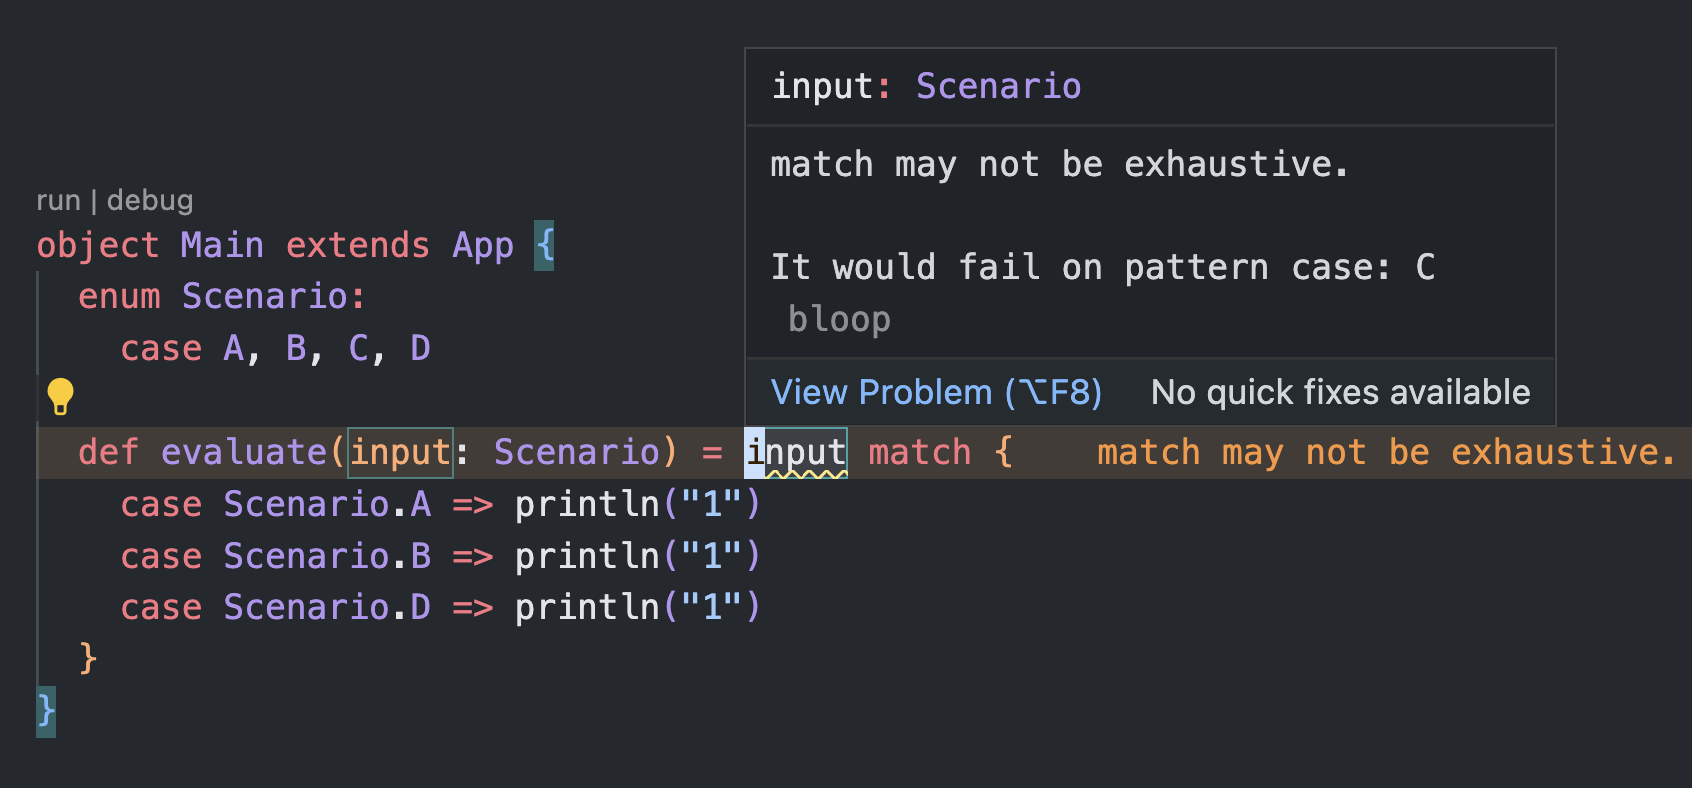 input: Scenario
match may not be exhaustive.
It would fail on pattern case: C
bloop
View Problem (⌥F8) No quick fixes available
run | debug
object Main extends App {
enum Scenario:
case A, B, C, D
def evaluate(input: Scenario) = input match { match may not be exhaustive.
case Scenario.A => println("1")
case Scenario.B => println("1")
case Scenario.D => println("1")
}
}